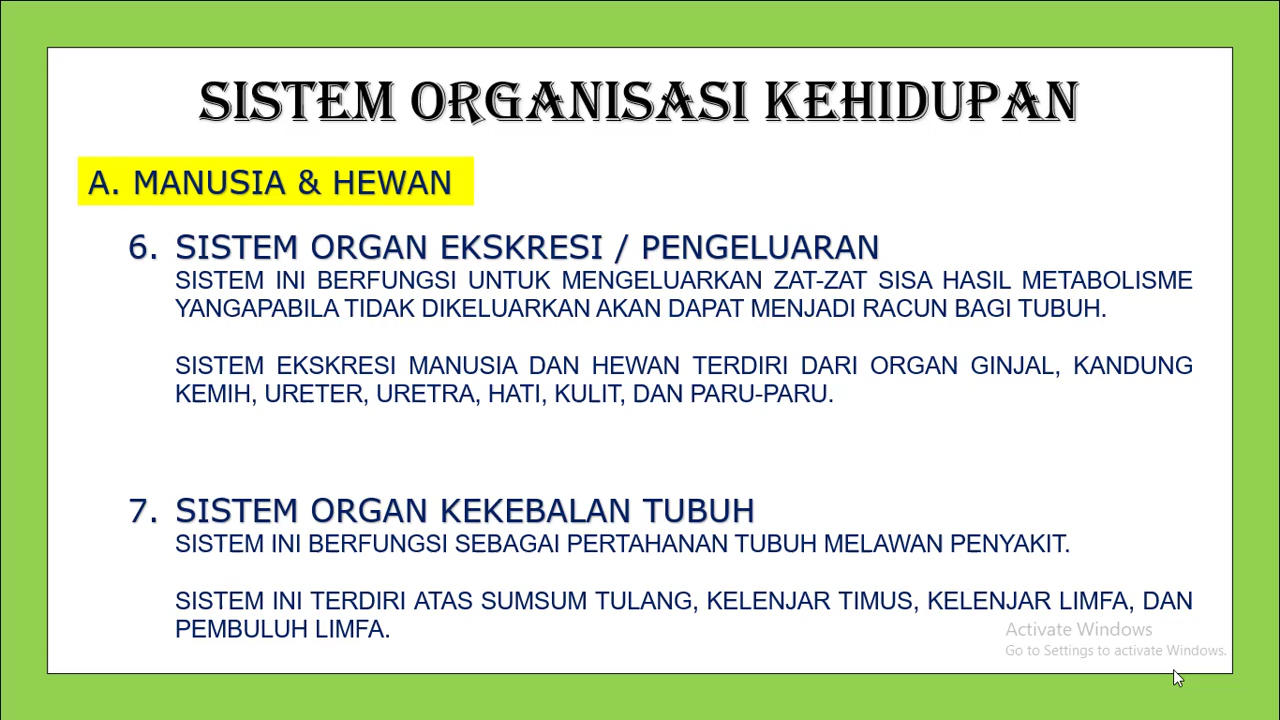 SISTEM ORGANISASI KEHIDUPAN
A. MANUSIA & HEWAN
6. SISTEM ORGAN EKSKRESI / PENGELUARAN
SISTEM INI BERFUNGSI UNTUK MENGELUARKAN ZAT-ZAT SISA HASIL METABOLISME
YANGAPABILA TIDAK DIKELUARKAN AKAN DAPAT MENJADI RACUN BAGI TUBUH.
SISTEM EKSKRESI MANUSIA DAN HEWAN TERDIRI DARI ORGAN GINJAL, KANDUNG
KEMIH, URETER, URETRA, HATI, KULIT, DAN PARU-PARU.
7. SISTEM ORGAN KEKEBALAN TUBUH
SISTEM INI BERFUNGSI SEBAGAI PERTAHANAN TUBUH MELAWAN PENYAKIT.
SISTEM INI TERDIRI ATAS SUMSUM TULANG, KELENJAR TIMUS, KELENJAR LIMFA, DAN
PEMBULUH LIMFA.
Activate Windows
Go to Settings to activate Windows.